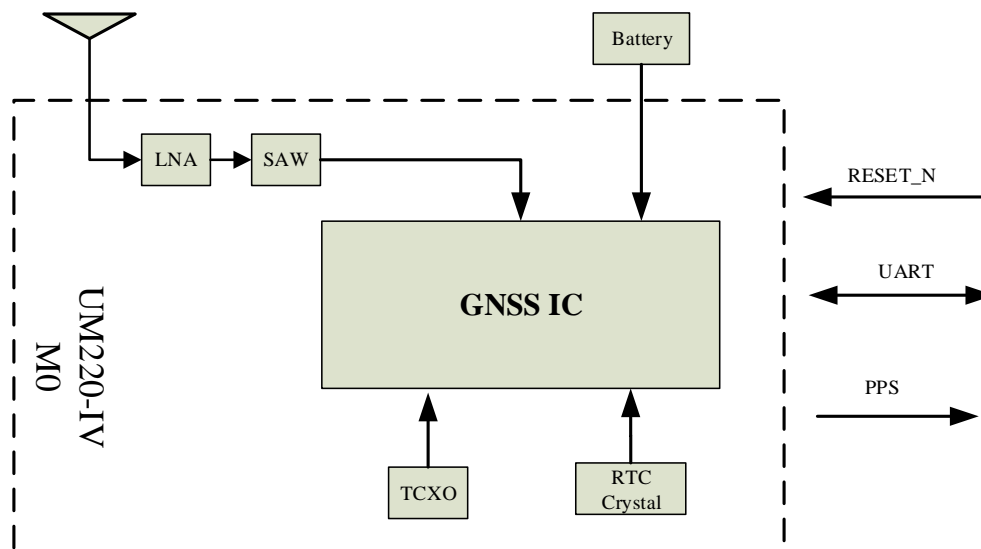 Battery
LNA
SAW
RESET_N
GNSS IC
UART
UM220-IV
M0
PPS
TCXO
RTC
Crystal